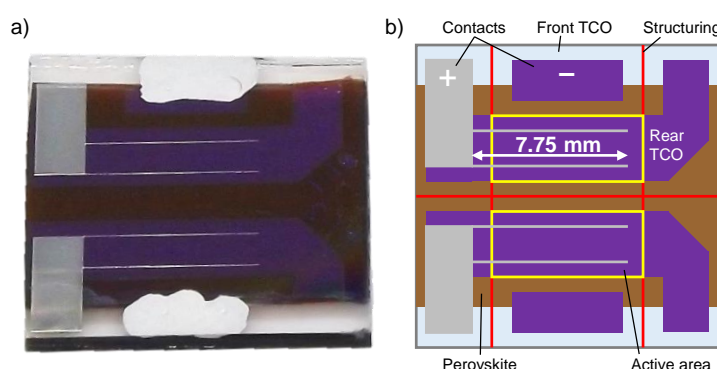 a)
b)
Contacts
Front TCO
Structuring
+
−
7.75 mm
Rear
TCO
Perovskite
Active area